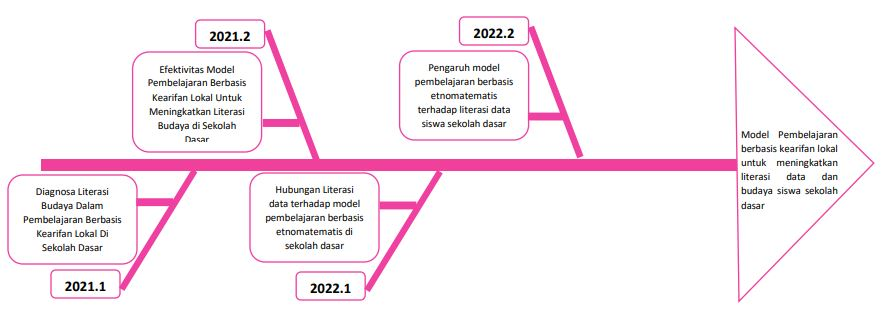 2021.2
Efektivitas Model
Pembelajaran Berbasis
Kearifan Lokal Untuk
Meningkatkan Literasi
Budaya di Sekolah
Dasar
2022.2
Pengaruh model
pembelajaran berbasis
etnomatematis
terhadap literasi data
siswa sekolah dasar
Model Pembelajaran
berbasis kearifan lokal
untuk meningkatkan
literasi data dan
budaya siswa sekolah
dasar
Diagnosa Literasi
Budaya Dalam
Pembelajaran Berbasis
Kearifan Lokal Di
Sekolah Dasar
2021.1
Hubungan Literasi
data terhadap model
pembelajaran berbasis
etnomatematis di
sekolah dasar
2022.1